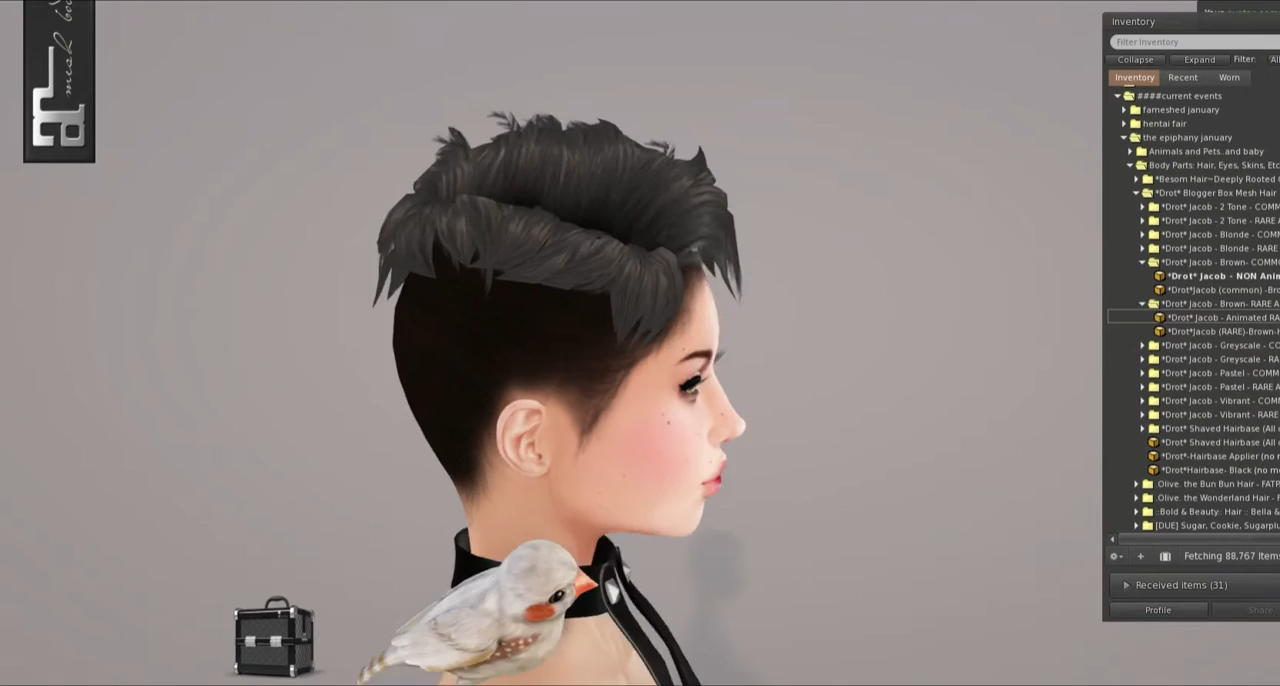 mesh
Inventory
Filter Inventory
Collapse
Expand
Filter:
Inventory
Recent
Worn
####current events
fameshed january
hentai fair
the epiphany january
Animals and Pets..and baby
Body Parts: Hair, Eyes, Skins, Etc
*Besom Hair~Deeply Rooted
*Drot* Blogger Box Mesh Hair
*Drot* Jacob - 2 Tone - COMM
*Drot* Jacob - 2 Tone - RARE
*Drot* Jacob - Blonde - COMM
*Drot* Jacob - Blonde - RARE
*Drot* Jacob - Brown- COMMO
*Drot* Jacob - NON Anim
*Drot*Jacob (common) -Bro
*Drot* Jacob - Brown- RARE A
*Drot* Jacob - Animated RA
*Drot*Jacob (RARE)-Brown-
*Drot* Jacob - Greyscale - CO
*Drot* Jacob - Greyscale - RA
*Drot* Jacob - Pastel - COMM
*Drot* Jacob - Pastel - RARE A
*Drot* Jacob - Vibrant - COM
*Drot* Jacob - Vibrant - RARE
*Drot* Shaved Hairbase (All
*Drot* Shaved Hairbase (All
*Drot*-Hairbase Applier (no
*Drot*Hairbase- Black (no m
.Olive. the Bun Bun Hair - FATP
.Olive. the Wonderland Hair -
::Bold & Beauty:: Hair :: Bella &
[DUE] Sugar, Cookie, Sugarpl
Fetching 88,767 Items
Received items (31)
Profile
Share